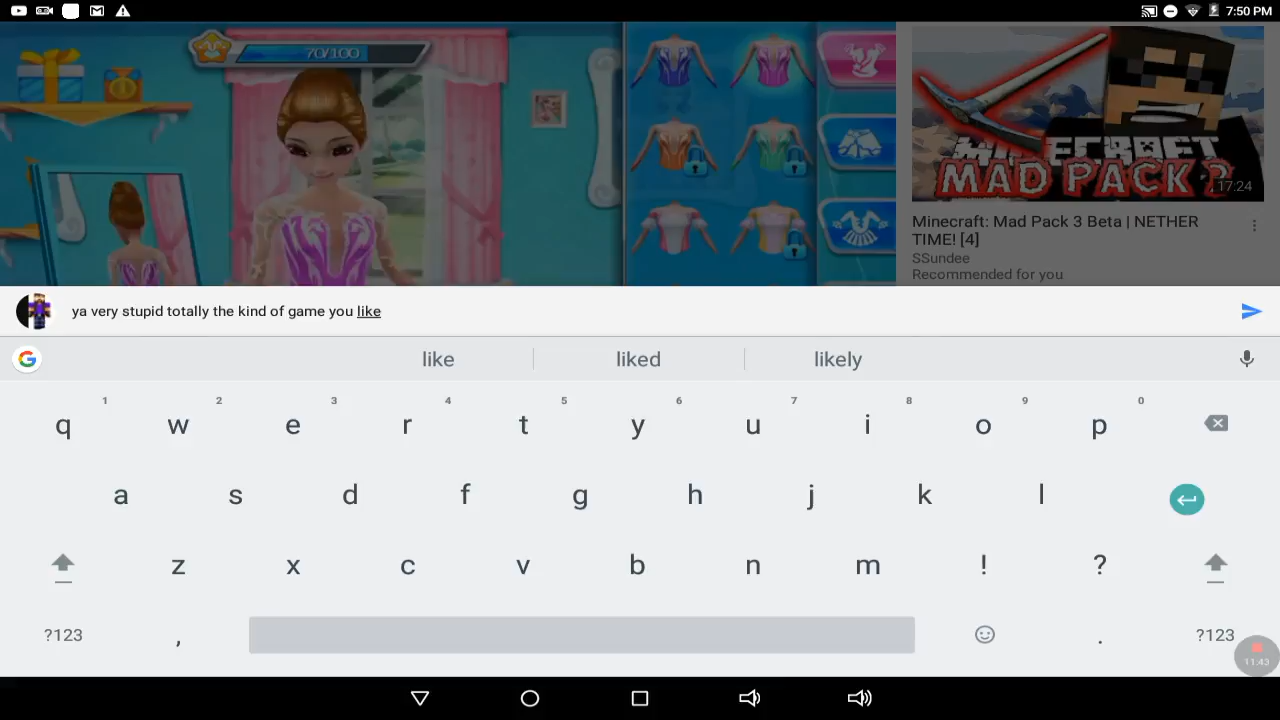 7:50 PM
70/100
MINECRAFT
MAD PACK 3
17:24
Minecraft: Mad Pack 3 Beta | NETHER
TIME! [4]
SSundee
Recommended for you
ya very stupid totally the kind of game you like
like liked likely
1 2 3 4 5 6 7 8 9 0
q w e r t y u i o p
a s d f g h j k l
z x c v b n m ! ?
?123 , . ?123
11:43